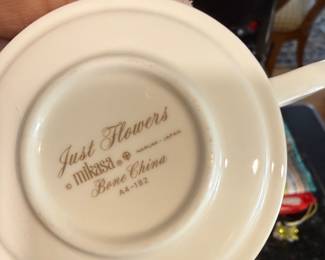 Just Flowers
© mikasa ® NARUMI - JAPAN
Bone China
A4-182